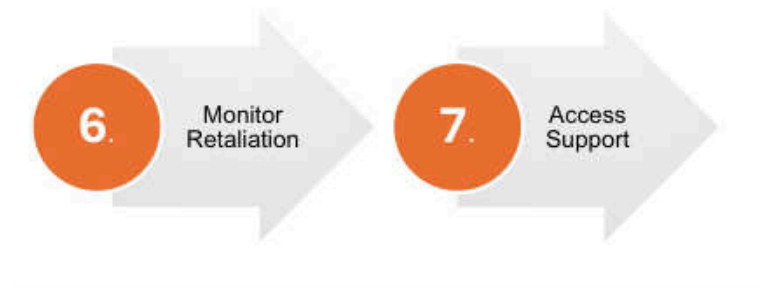 6.
Monitor
Retaliation
7.
Access
Support